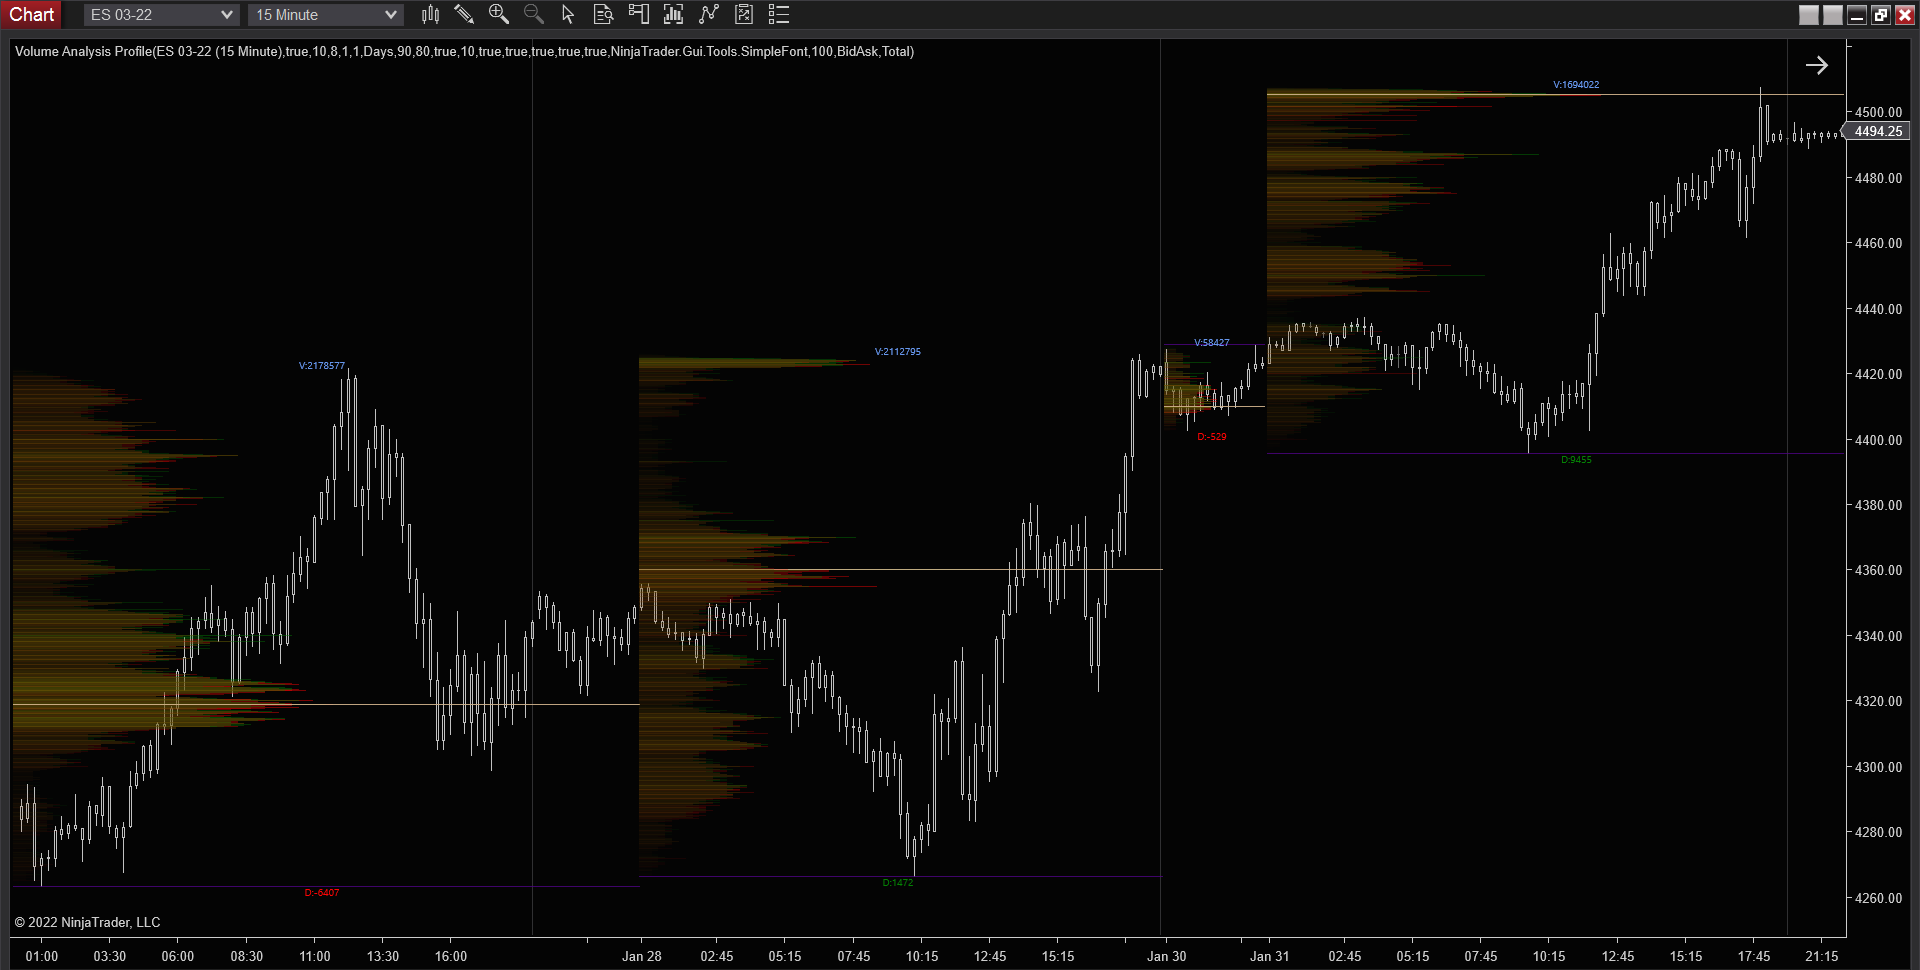 Chart
ES 03-22
15 Minute
Volume Analysis Profile(ES 03-22 (15 Minute),true,10,8,1,1,Days,90,80,true,10,true,true,true,true,true,NinjaTrader.Gui.Tools.SimpleFont,100,BidAsk,Total)
V:1694022
4500.00
4494.25
4480.00
4460.00
4440.00
4420.00
4400.00
4380.00
4360.00
4340.00
4320.00
4300.00
4280.00
4260.00
V:2178577
V:2112795
V:58427
D:-529
D:9455
D:1472
D:-6407
© 2022 NinjaTrader, LLC
01:00 03:30 06:00 08:30 11:00 13:30 16:00 Jan 28 02:45 05:15 07:45 10:15 12:45 15:15 Jan 30 Jan 31 02:45 05:15 07:45 10:15 12:45 15:15 17:45 21:15